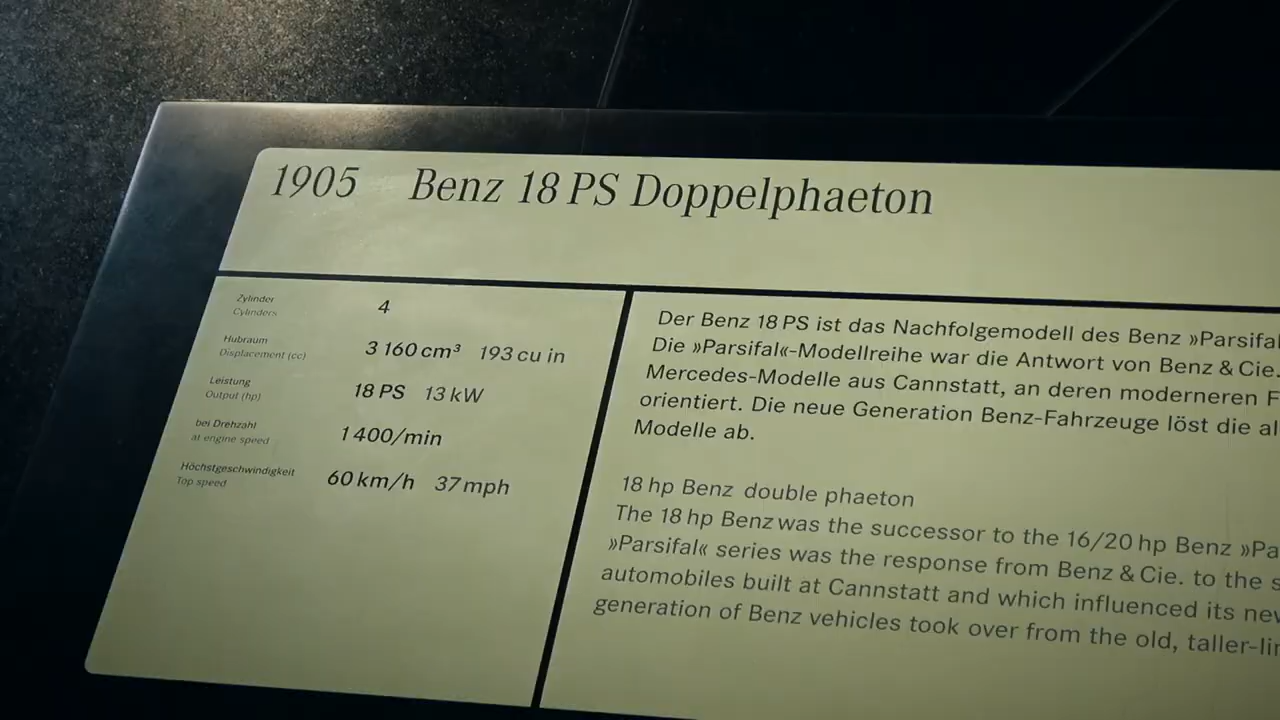 1905 Benz 18 PS Doppelphaeton
Zylinder
Cylinders
4
Hubraum
Displacement (cc)
3 160 cm³ 193 cu in
Leistung
Output (hp)
18 PS 13 kW
bei Drehzahl
at engine speed
1 400/min
Höchstgeschwindigkeit
Top speed
60 km/h 37 mph
Der Benz 18 PS ist das Nachfolgemodell des Benz »Parsifal
Die »Parsifal«-Modellreihe war die Antwort von Benz & Cie.
Mercedes-Modelle aus Cannstatt, an deren moderneren F
orientiert. Die neue Generation Benz-Fahrzeuge löst die al
Modelle ab.
18 hp Benz double phaeton
The 18 hp Benz was the successor to the 16/20 hp Benz »Pa
»Parsifal« series was the response from Benz & Cie. to the s
automobiles built at Cannstatt and which influenced its new
generation of Benz vehicles took over from the old, taller-lin